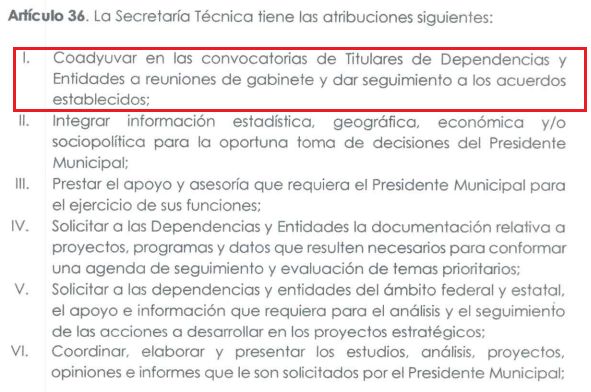 Artículo 36. La Secretaría Técnica tiene las atribuciones siguientes:
I. Coadyuvar en las convocatorias de Titulares de Dependencias y
Entidades a reuniones de gabinete y dar seguimiento a los acuerdos
establecidos;
II. Integrar información estadística, geográfica, económica y/o
sociopolítica para la oportuna toma de decisiones del Presidente
Municipal;
III. Prestar el apoyo y asesoría que requiera el Presidente Municipal para
el ejercicio de sus funciones;
IV. Solicitar a las Dependencias y Entidades la documentación relativa a
proyectos, programas y datos que resulten necesarios para conformar
una agenda de seguimiento y evaluación de temas prioritarios;
V. Solicitar a las dependencias y entidades del ámbito federal y estatal,
el apoyo e información que requiera para el análisis y el seguimiento
de las acciones a desarrollar en los proyectos estratégicos;
VI. Coordinar, elaborar y presentar los estudios, análisis, proyectos,
opiniones e informes que le son solicitados por el Presidente Municipal;